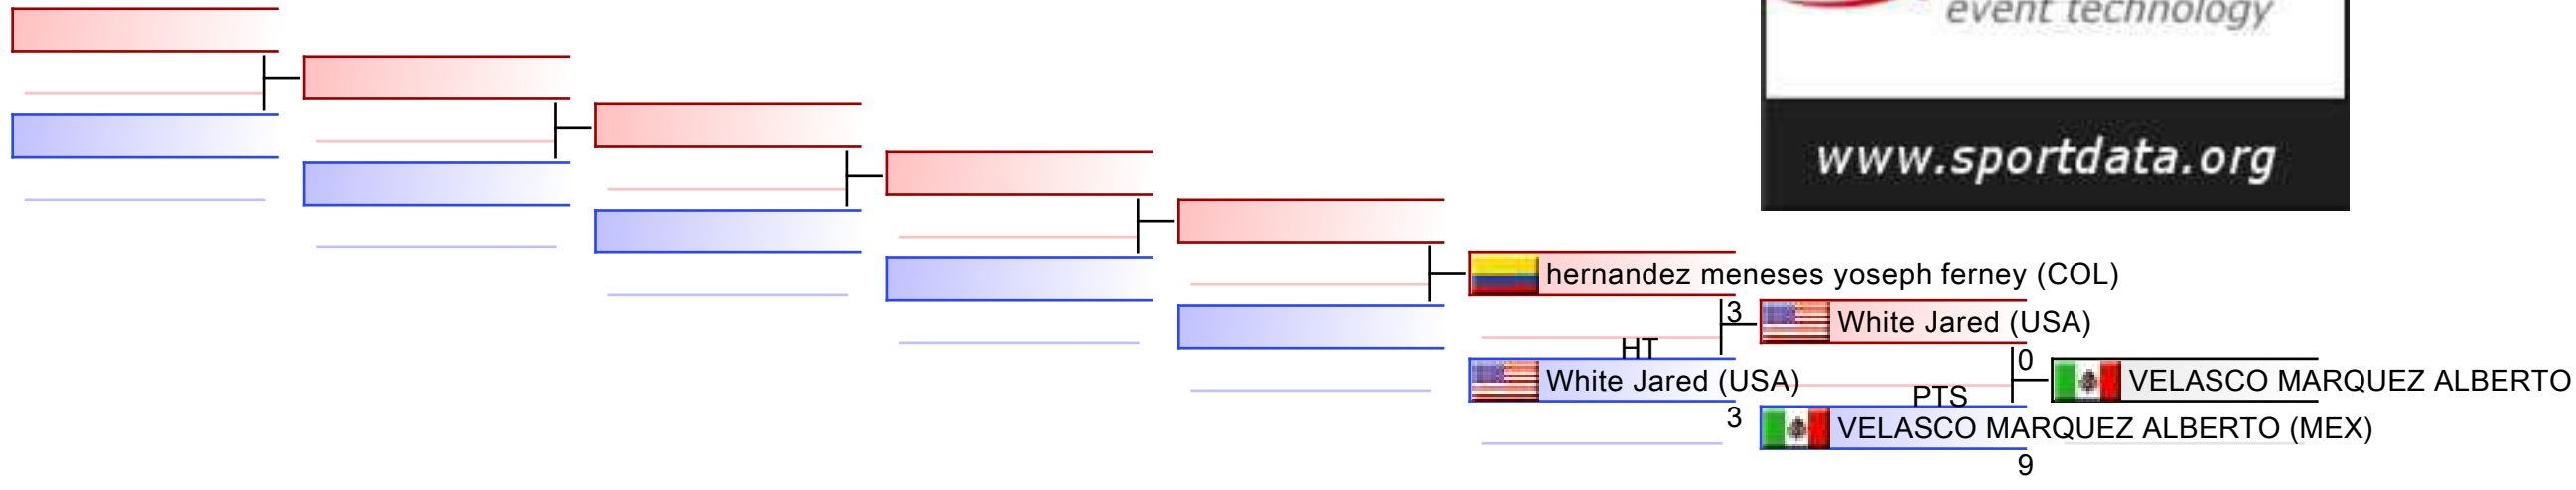 event technology
www.sportdata.org
hernandez meneses yoseph ferney (COL)
3
White Jared (USA)
HT
0
White Jared (USA)
VELASCO MARQUEZ ALBERTO
PTS
3
VELASCO MARQUEZ ALBERTO (MEX)
9